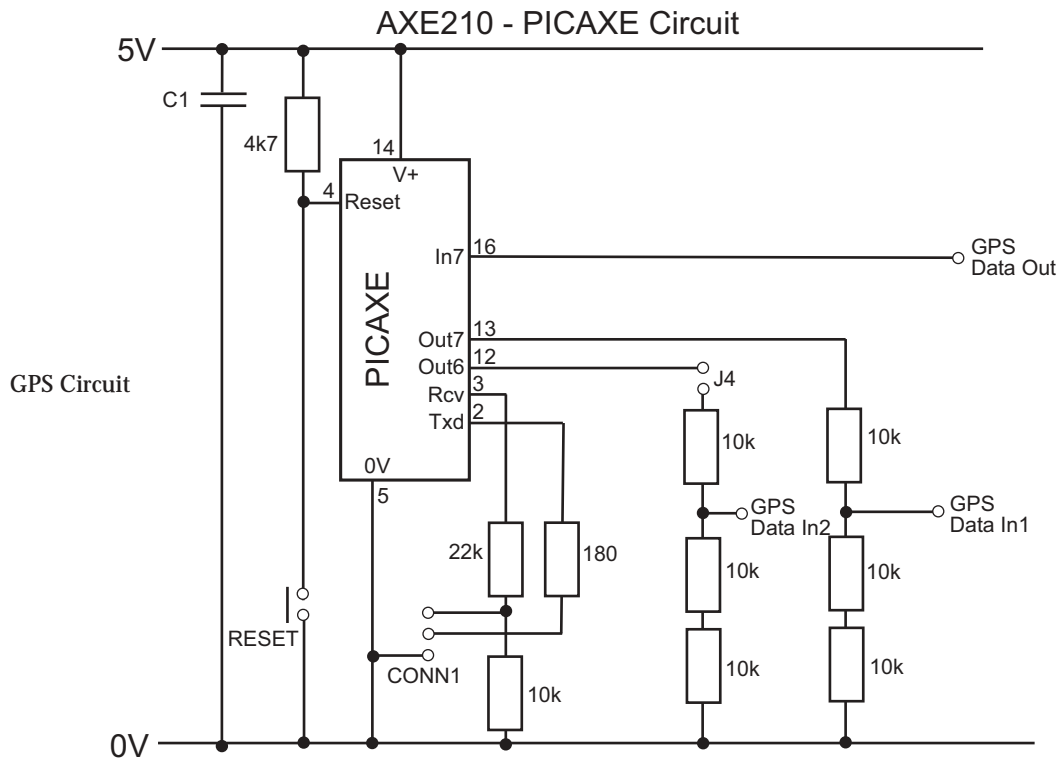 AXE210 - PICAXE Circuit
5V
C1
4k7
14
V+
4
Reset
In7
16
GPS
Data Out
PICAXE
Out7
13
Out6
12
J4
Rcv
3
Txd
2
GPS Circuit
10k
10k
0V
5
GPS
Data In2
GPS
Data In1
22k
180
10k
10k
RESET
CONN1
10k
10k
10k
0V